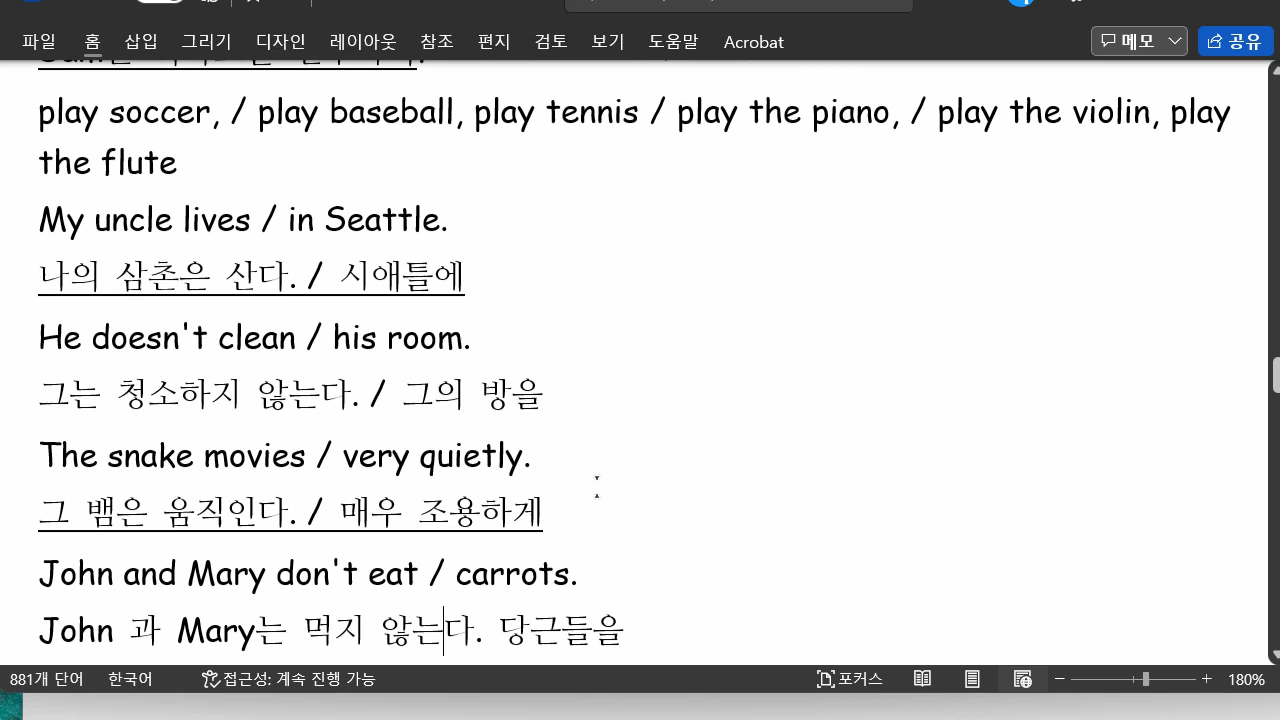 파일 홈 삽입 그리기 디자인 레이아웃 참조 편지 검토 보기 도움말 Acrobat 메모 공유
play soccer, / play baseball, play tennis / play the piano, / play the violin, play
the flute
My uncle lives / in Seattle.
나의 삼촌은 산다. / 시애틀에
He doesn't clean / his room.
그는 청소하지 않는다. / 그의 방을
The snake movies / very quietly.
그 뱀은 움직인다. / 매우 조용하게
John and Mary don't eat / carrots.
John 과 Mary는 먹지 않는다. 당근들을
881개 단어 한국어 접근성: 계속 진행 가능 포커스 180%